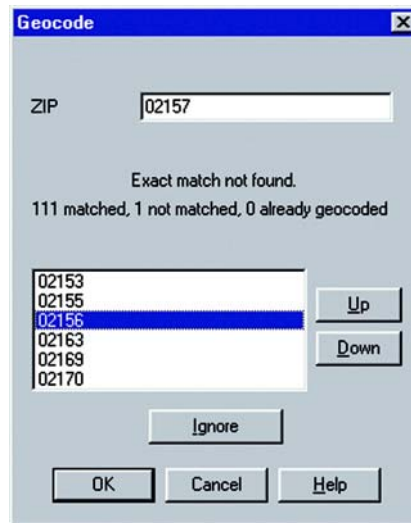 Geocode
ZIP 02157
Exact match not found.
111 matched, 1 not matched, 0 already geocoded
02153
02155
02156
02163
02169
02170
Up
Down
Ignore
OK Cancel Help